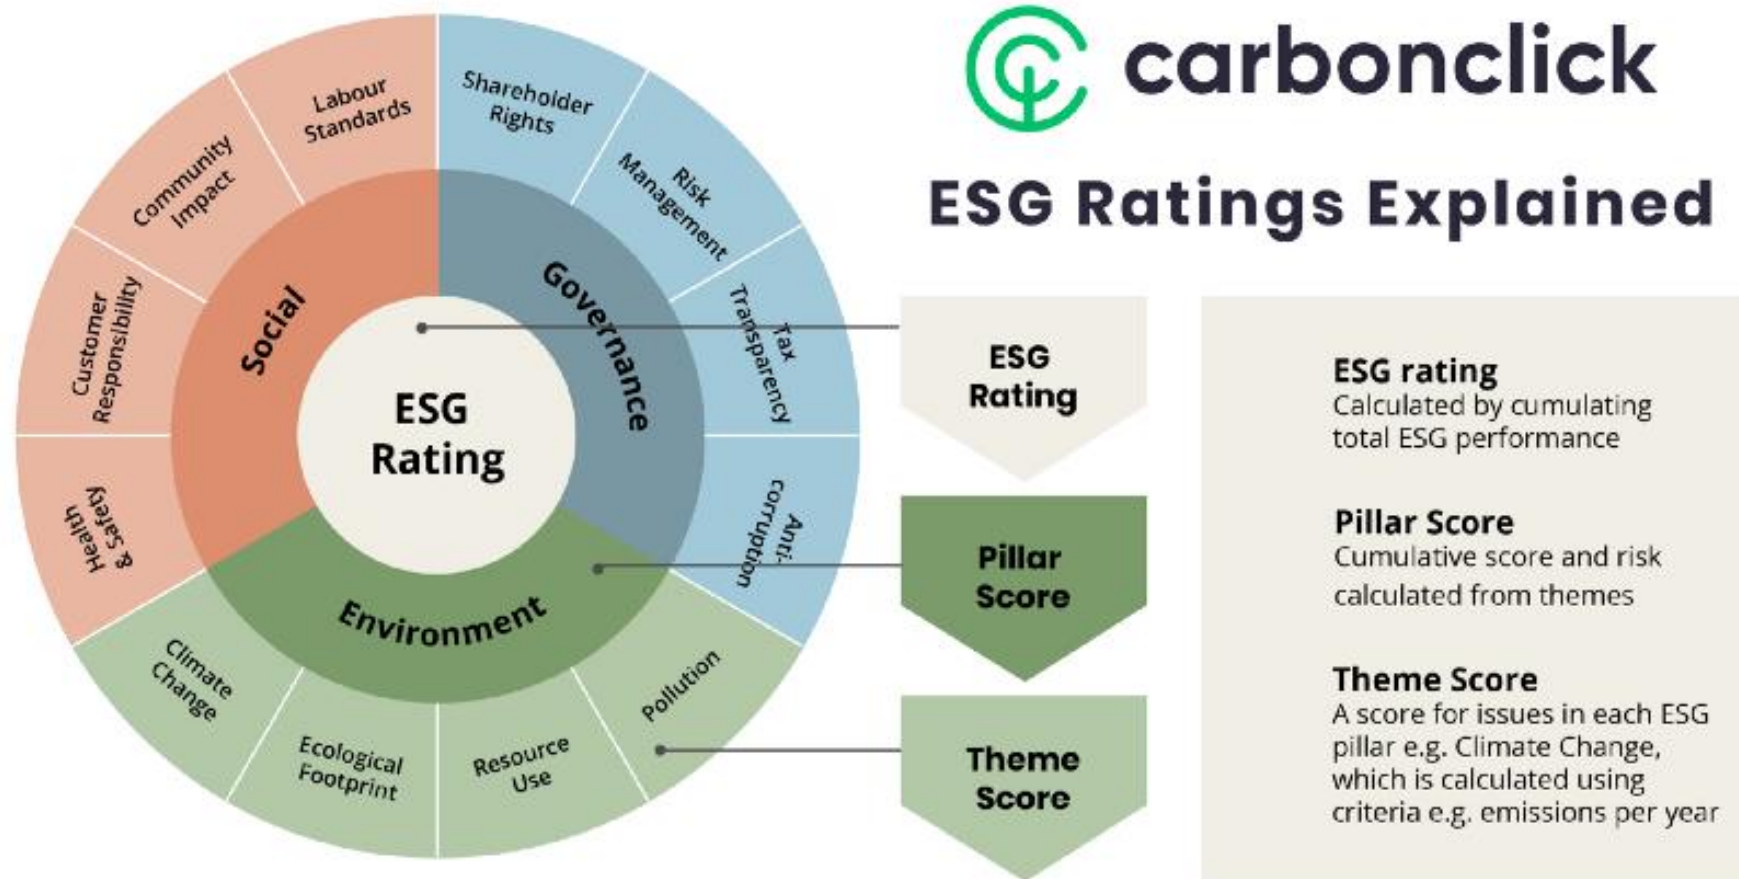 carbonclick
ESG Ratings Explained
Labour
Standards
Shareholder
Rights
Community
Impact
Risk
Management
Customer
Responsibility
Tax
Transparency
Social
Governance
ESG
Rating
Health
& Safety
Anti-
corruption
Environment
Climate
Change
Ecological
Footprint
Resource
Use
Pollution
ESG
Rating
Pillar
Score
Theme
Score
ESG rating
Calculated by cumulating
total ESG performance
Pillar Score
Cumulative score and risk
calculated from themes
Theme Score
A score for issues in each ESG
pillar e.g. Climate Change,
which is calculated using
criteria e.g. emissions per year